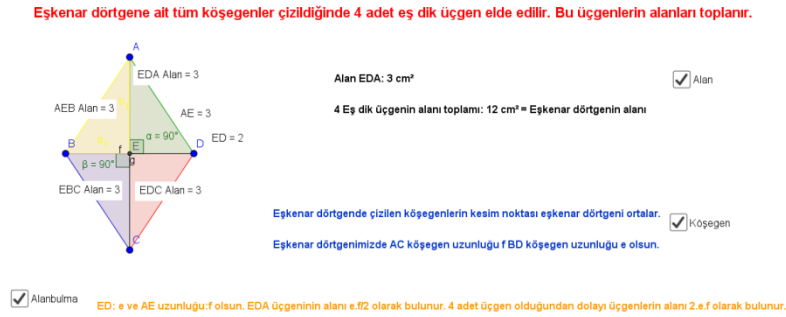 Eşkenar dörtgene ait tüm köşegenler çizildiğinde 4 adet eş dik üçgen elde edilir. Bu üçgenlerin alanları toplanır.
A
EDA Alan = 3
Alan EDA: 3 cm²
Alan
AEB Alan = 3
AE = 3
4 Eş dik üçgenin alanı toplamı: 12 cm² = Eşkenar dörtgenin alanı
α = 90°
ED = 2
B
f
E
D
g
β = 90°
EBC Alan = 3
EDC Alan = 3
Eşkenar dörtgende çizilen köşegenlerin kesim noktası eşkenar dörtgeni ortalar.
Köşegen
Eşkenar dörtgenimizde AC köşegen uzunluğu f BD köşegen uzunluğu e olsun.
C
Alanbulma
ED: e ve AE uzunluğu:f olsun. EDA üçgeninin alanı e.f/2 olarak bulunur. 4 adet üçgen olduğundan dolayı üçgenlerin alanı 2.e.f olarak bulunur.